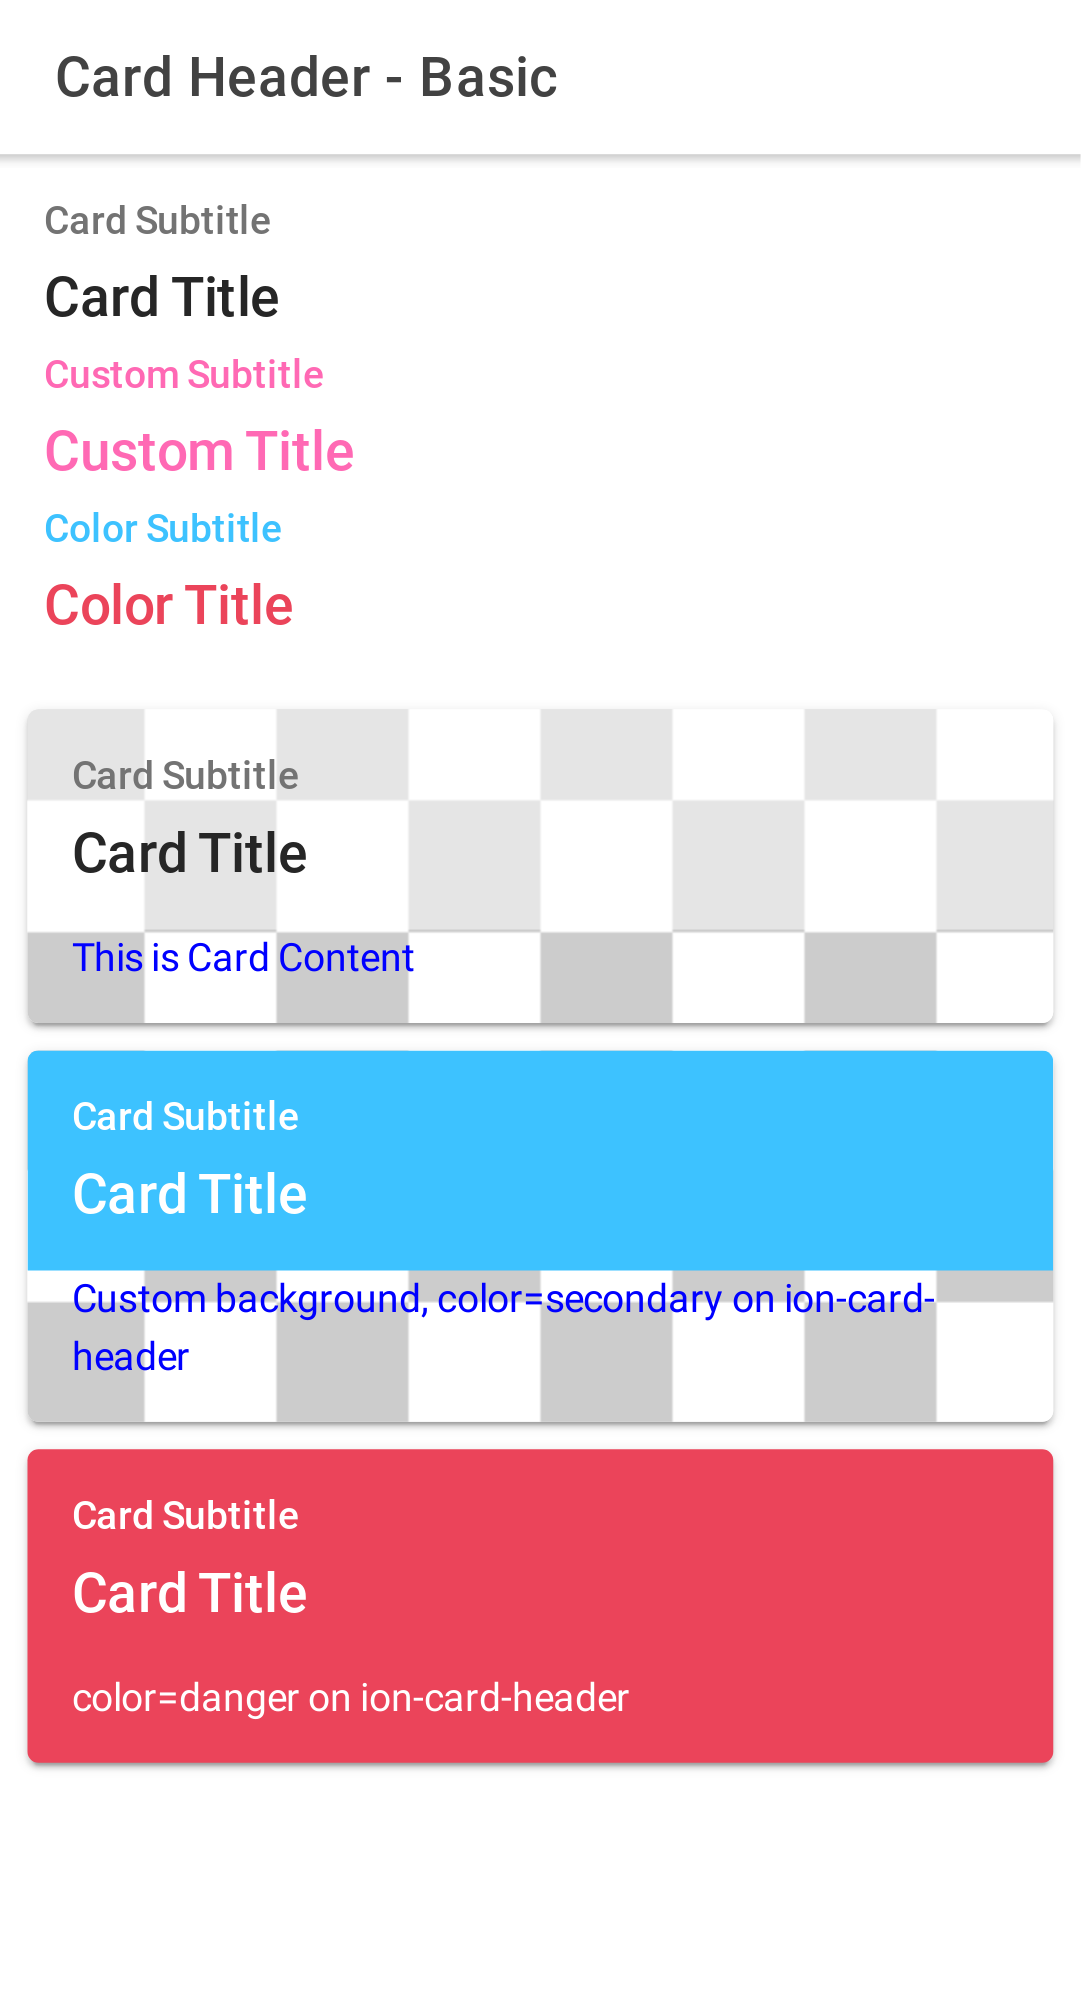 Card Header - Basic
Card Subtitle
Card Title
Custom Subtitle
Custom Title
Color Subtitle
Color Title
Card Subtitle
Card Title
This is Card Content
Card Subtitle
Card Title
Custom background, color=secondary on ion-card-
header
Card Subtitle
Card Title
color=danger on ion-card-header